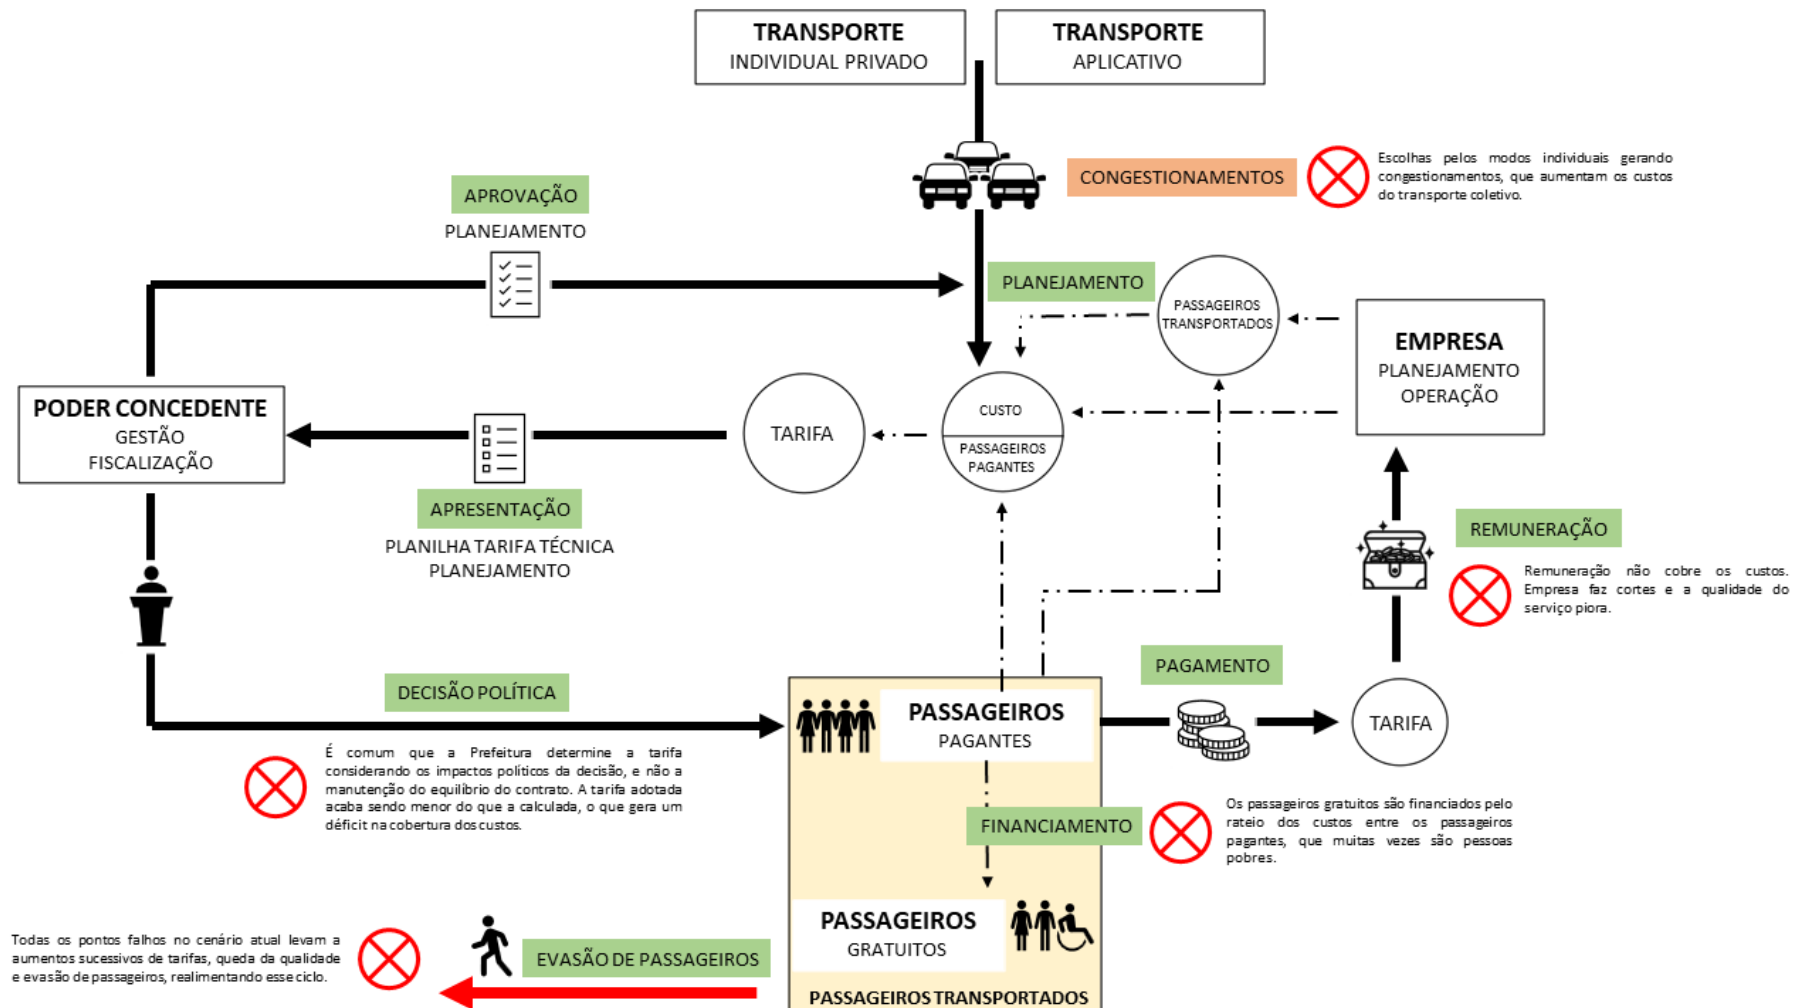 TRANSPORTE
INDIVIDUAL PRIVADO
TRANSPORTE
APLICATIVO
CONGESTIONAMENTOS
Escolhas pelos modos individuais gerando
congestionamentos, que aumentam os custos
do transporte coletivo.
APROVAÇÃO
PLANEJAMENTO
PLANEJAMENTO
PASSAGEIROS
TRANSPORTADOS
EMPRESA
PLANEJAMENTO
OPERAÇÃO
PODER CONCEDENTE
GESTÃO
FISCALIZAÇÃO
TARIFA
CUSTO
PASSAGEIROS
PAGANTES
APRESENTAÇÃO
PLANILHA TARIFA TÉCNICA
PLANEJAMENTO
REMUNERAÇÃO
Remuneração não cobre os custos.
Empresa faz cortes e a qualidade do
serviço piora.
DECISÃO POLÍTICA
É comum que a Prefeitura determine a tarifa
considerando os impactos políticos da decisão, e não a
manutenção do equilíbrio do contrato. A tarifa adotada
acaba sendo menor do que a calculada, o que gera um
déficit na cobertura dos custos.
PASSAGEIROS
PAGANTES
PAGAMENTO
TARIFA
FINANCIAMENTO
Os passageiros gratuitos são financiados pelo
rateio dos custos entre os passageiros
pagantes, que muitas vezes são pessoas
pobres.
PASSAGEIROS
GRATUITOS
PASSAGEIROS TRANSPORTADOS
EVASÃO DE PASSAGEIROS
Todas os pontos falhos no cenário atual levam a
aumentos sucessivos de tarifas, queda da qualidade
e evasão de passageiros, realimentando esse ciclo.